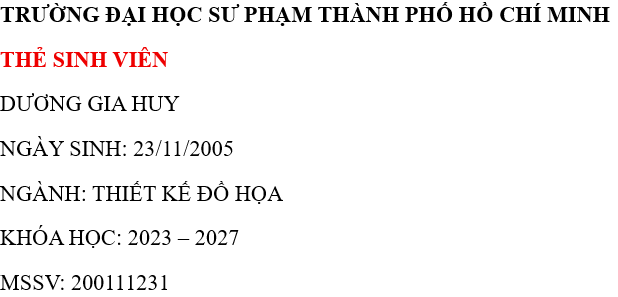 TRƯỜNG ĐẠI HỌC SƯ PHẠM THÀNH PHỐ HỒ CHÍ MINH
THẺ SINH VIÊN
DƯƠNG GIA HUY
NGÀY SINH: 23/11/2005
NGÀNH: THIẾT KẾ ĐỒ HỌA
KHÓA HỌC: 2023 – 2027
MSSV: 200111231